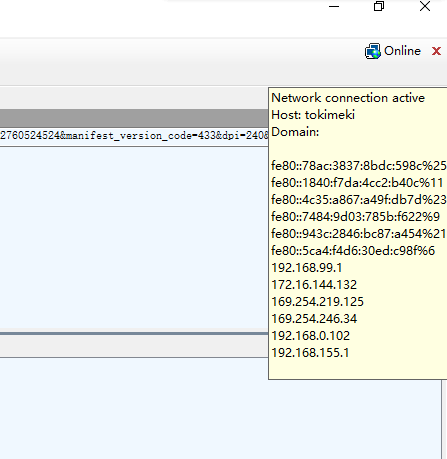 Online
Network connection active
Host: tokimeki
Domain:
2760524524&manifest_version_code=433&dpi=240&
fe80::78ac:3837:8bdc:598c%25
fe80::1840:f7da:4cc2:b40c%11
fe80::4c35:a867:a49f:db7d%23
fe80::7484:9d03:785b:f622%9
fe80::943c:2846:bc87:a454%21
fe80::5ca4:f4d6:30ed:c98f%6
192.168.99.1
172.16.144.132
169.254.219.125
169.254.246.34
192.168.0.102
192.168.155.1